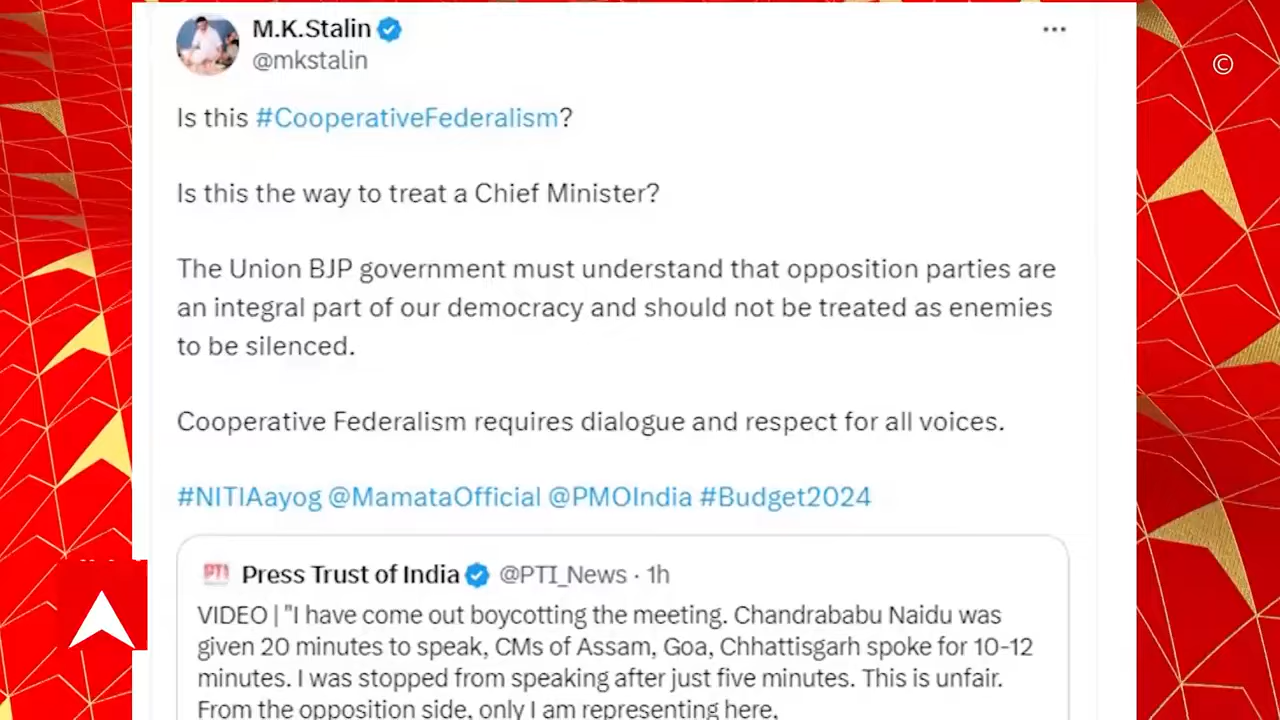 M.K.Stalin
@mkstalin
©
Is this #CooperativeFederalism?
Is this the way to treat a Chief Minister?
The Union BJP government must understand that opposition parties are
an integral part of our democracy and should not be treated as enemies
to be silenced.
Cooperative Federalism requires dialogue and respect for all voices.
#NITIAayog @MamataOfficial @PMOIndia #Budget2024
PTI Press Trust of India @PTI_News · 1h
VIDEO | "I have come out boycotting the meeting. Chandrababu Naidu was
given 20 minutes to speak, CMs of Assam, Goa, Chhattisgarh spoke for 10-12
minutes. I was stopped from speaking after just five minutes. This is unfair.
From the opposition side, only I am representing here,